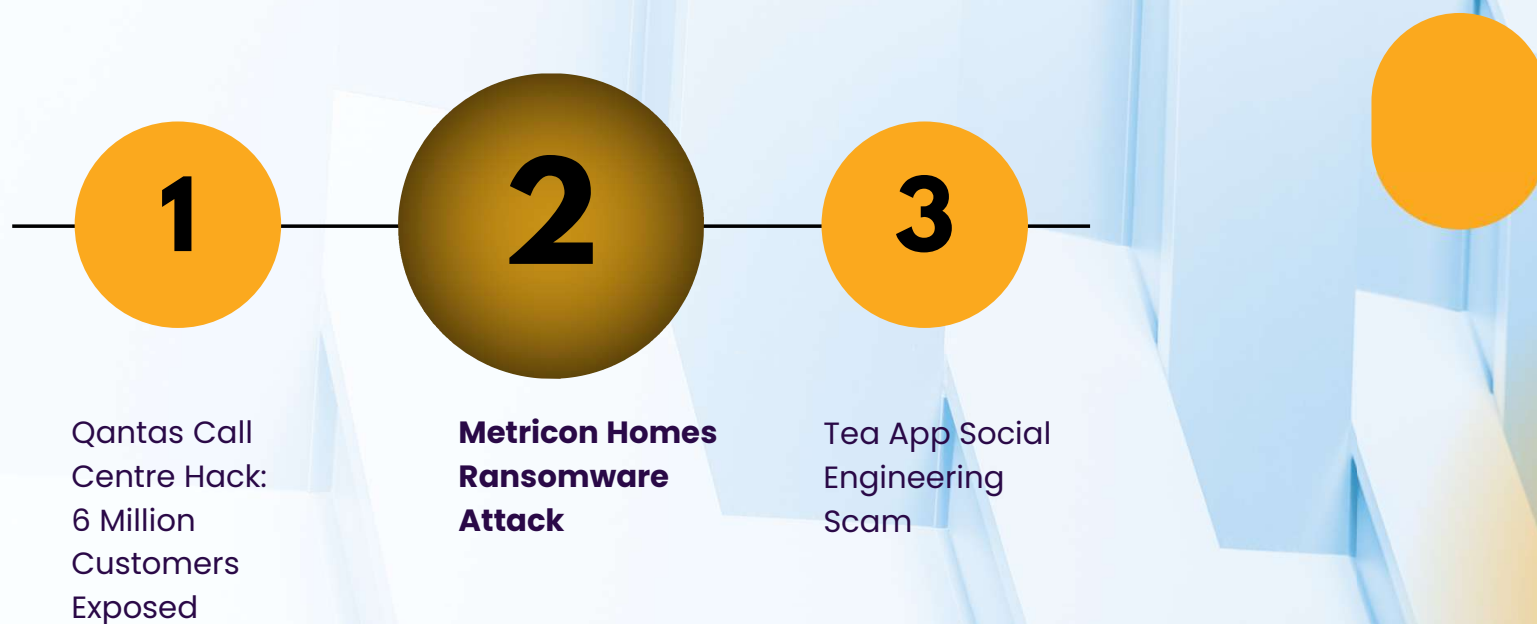 1
2
3
Qantas Call
Centre Hack:
6 Million
Customers
Exposed
Metricon Homes
Ransomware
Attack
Tea App Social
Engineering
Scam